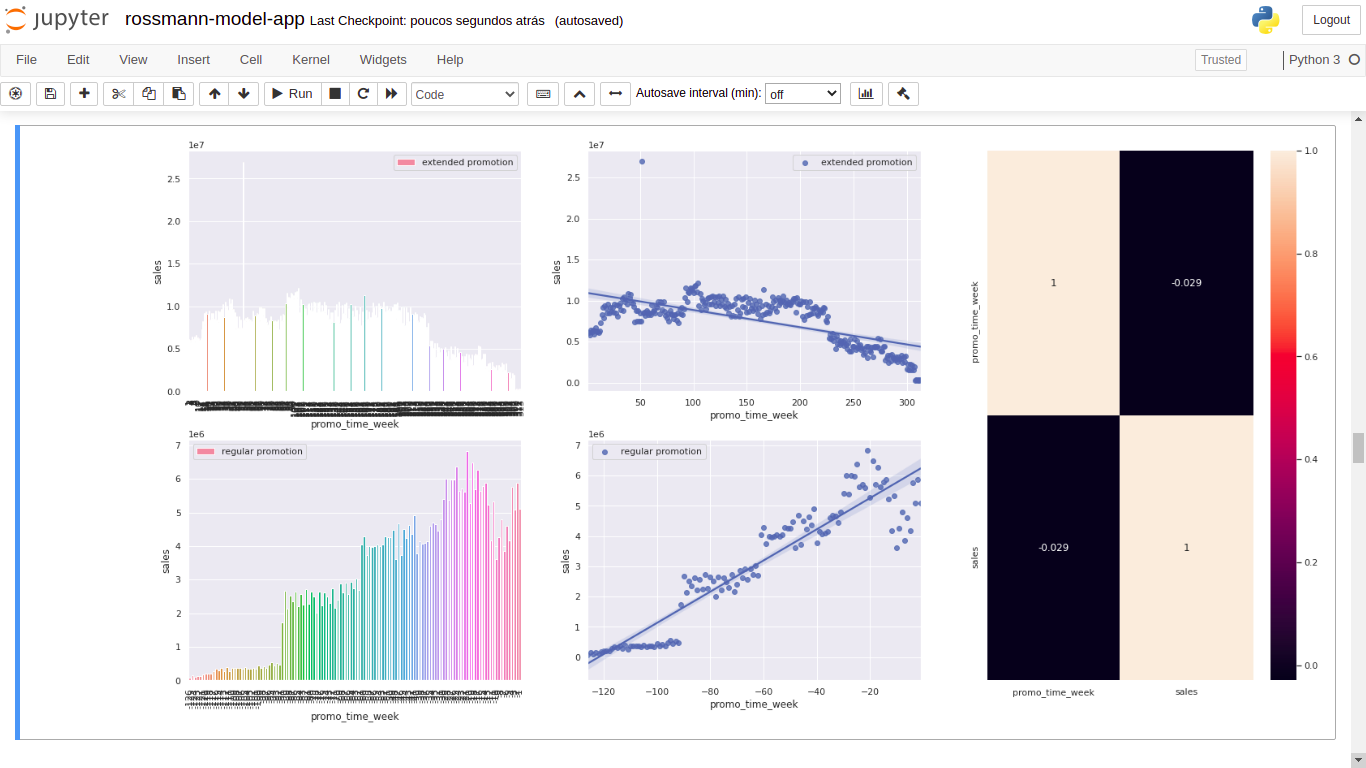 jupyter rossmann-model-app Last Checkpoint: poucos segundos atrás (autosaved)
Logout
File Edit View Insert Cell Kernel Widgets Help
Trusted
Python 3
Run
Code
Autosave interval (min): off
1e7
extended promotion
sales
2.5
2.0
1.5
1.0
0.5
0.0
promo_time_week
1e7
extended promotion
sales
2.5
2.0
1.5
1.0
0.5
0.0
50 100 150 200 250 300
promo_time_week
1e6
regular promotion
sales
7
6
5
4
3
2
1
0
promo_time_week
1e6
regular promotion
sales
7
6
5
4
3
2
1
0
−120 −100 −80 −60 −40 −20
promo_time_week
promo_time_week
sales
1
-0.029
-0.029
1
promo_time_week
sales
1.0
0.8
0.6
0.4
0.2
0.0